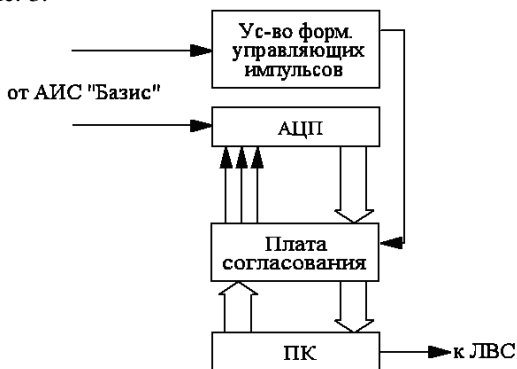 Ус-во форм.
управляющих
импульсов
от АИС "Базис"
АЦП
Плата
согласования
ПК
к ЛВС